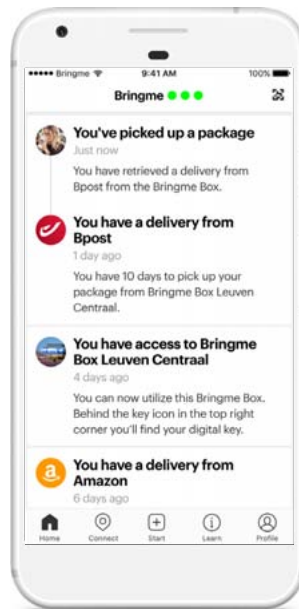 Bringme 9:41 AM 100%
Bringme
You've picked up a package
Just now
You have retrieved a delivery from
Bpost from the Bringme Box.
You have a delivery from
Bpost
1 day ago
You have 10 days to pick up your
package from Bringme Box Leuven
Centraal.
You have access to Bringme
Box Leuven Centraal
4 days ago
You can now utilize this Bringme Box.
Behind the key icon in the top right
corner you'll find your digital key.
a
You have a delivery from
Amazon
6 days ago
Home Connect Start Learn Profile